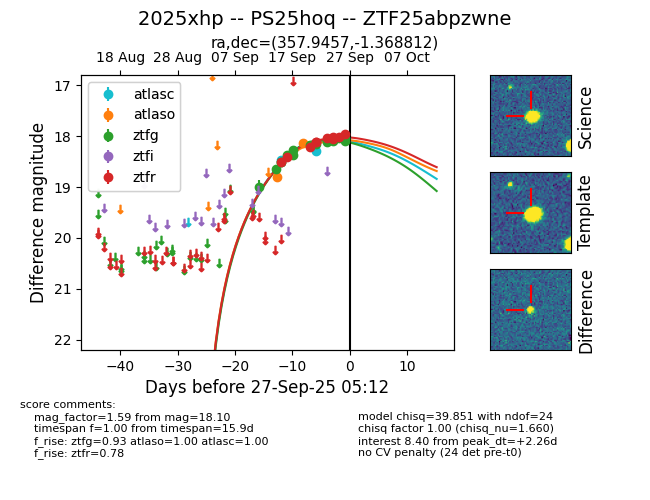 2025xhp -- PS25hoq -- ZTF25abpzwne
ra,dec=(357.9457,-1.368812)
18 Aug 28 Aug 07 Sep 17 Sep 27 Sep 07 Oct
17
18
19
20
21
22
Difference magnitude
atlasc
atlaso
ztfg
ztfi
ztfr
−40 −30 −20 −10 0 10
Days before 27-Sep-25 05:12
Science
Template
Difference
score comments:
mag_factor=1.59 from mag=18.10
timespan f=1.00 from timespan=15.9d
f_rise: ztfg=0.93 atlaso=1.00 atlasc=1.00
f_rise: ztfr=0.78
model chisq=39.851 with ndof=24
chisq factor 1.00 (chisq_nu=1.660)
interest 8.40 from peak_dt=+2.26d
no CV penalty (24 det pre-t0)